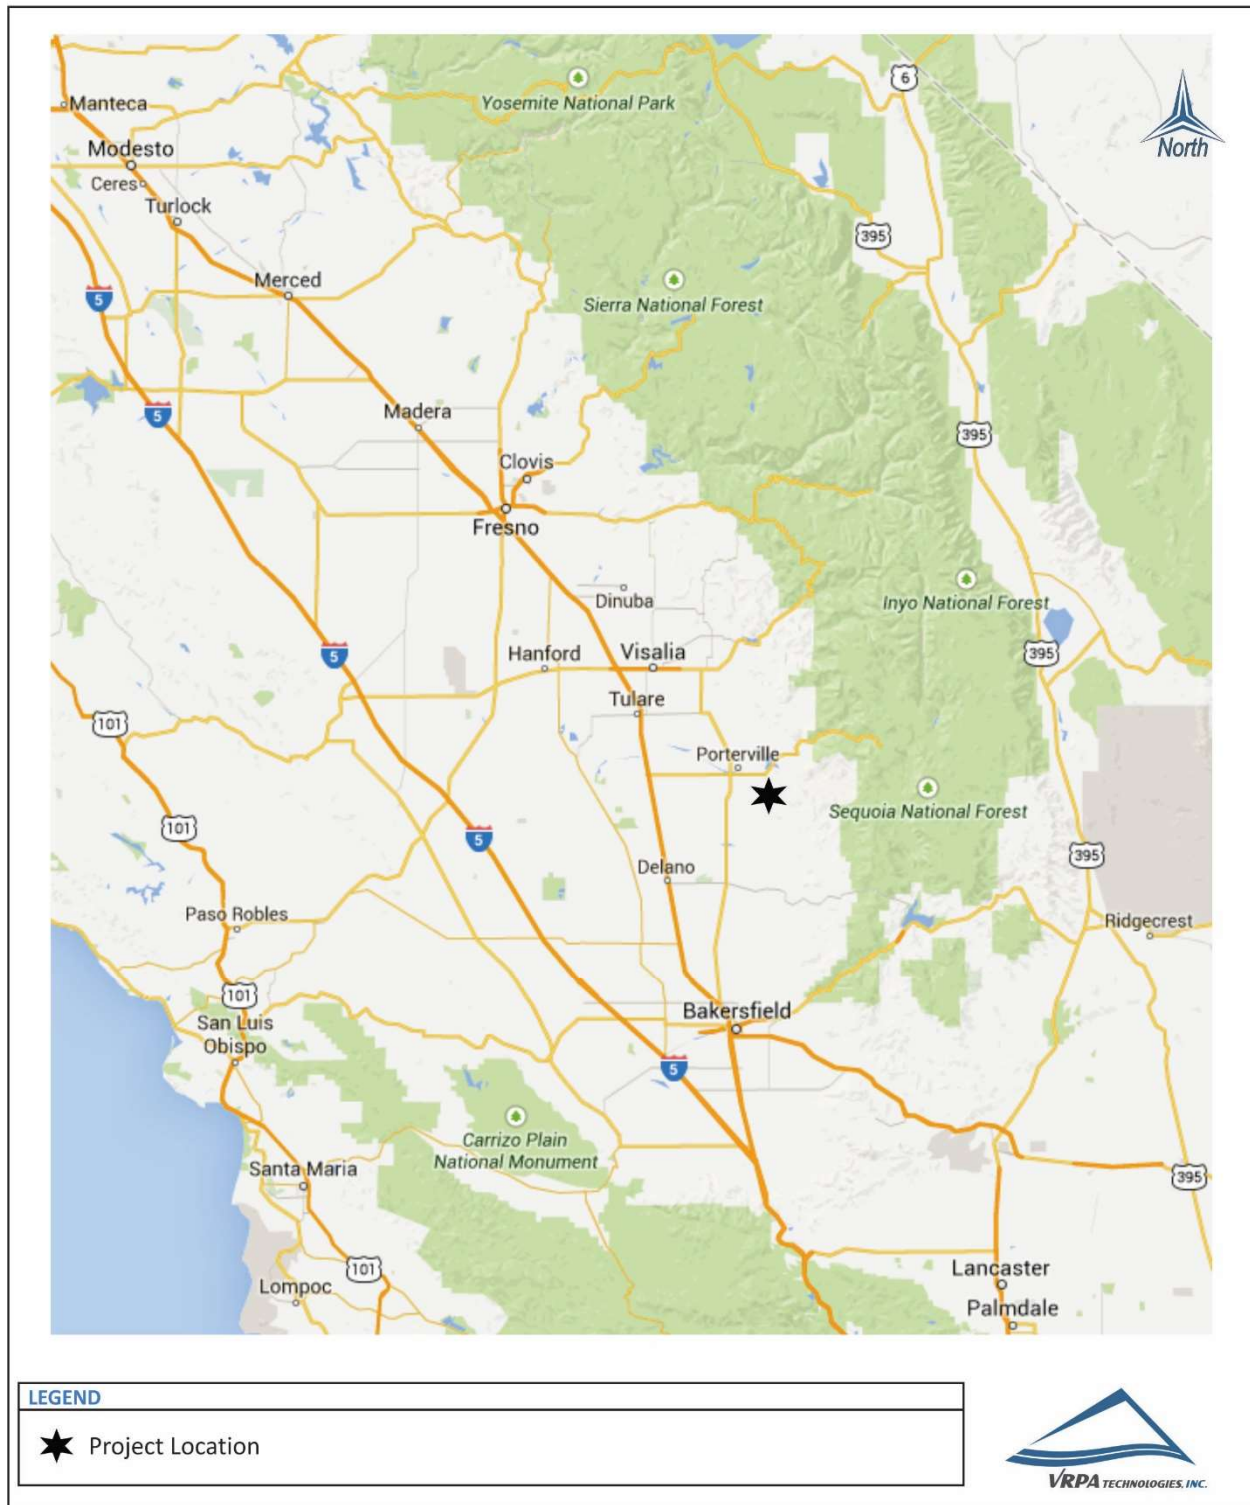 6
Yosemite National Park
North
Manteca
Modesto
Ceres
Turlock
395
Merced
5
Sierra National Forest
5
Madera
395
Clovis
Fresno
Dinuba
Inyo National Forest
5
Hanford
Visalia
395
Tulare
101
Porterville
Sequoia National Forest
101
5
395
Delano
Paso Robles
Ridgecrest
101
San Luis
Obispo
Bakersfield
5
Carrizo Plain
National Monument
Santa Maria
395
101
Lompoc
Lancaster
Palmdale
LEGEND
Project Location
VRPA TECHNOLOGIES, INC.